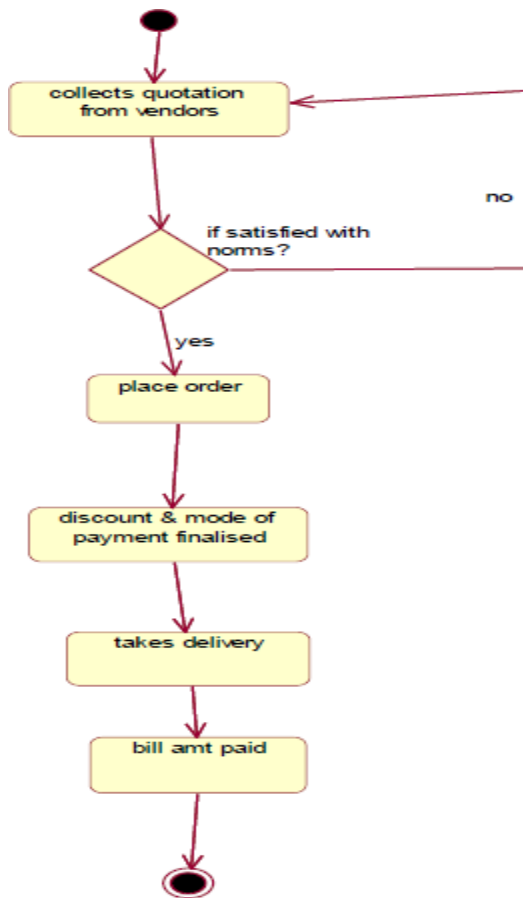 collects quotation
from vendors
no
if satisfied with
norms?
yes
place order
discount & mode of
payment finalised
takes delivery
bill amt paid